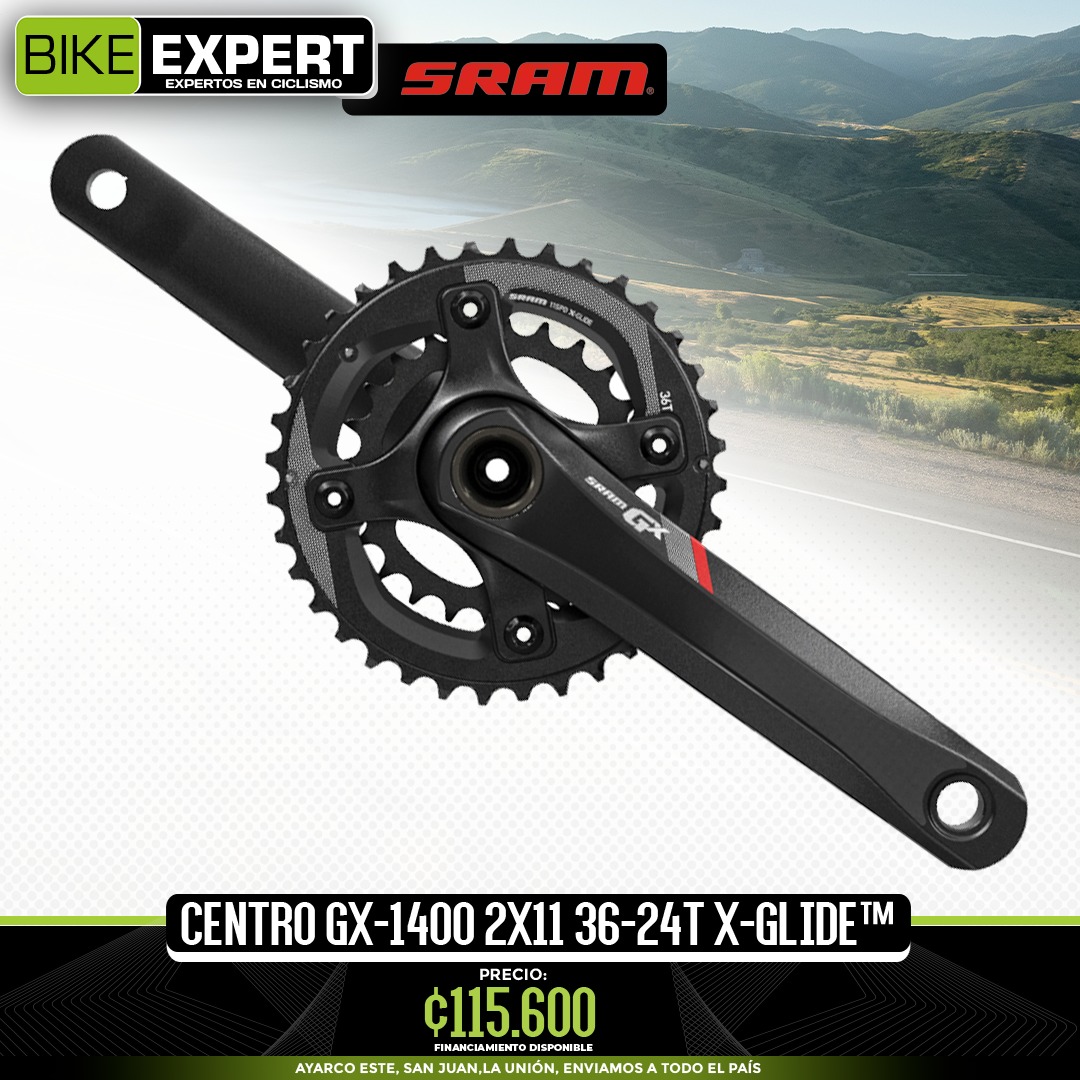 BIKE EXPERT
EXPERTOS EN CICLISMO
SRAM®
SRAM 11SPD X-GLIDE
36T
SRAM GX
CENTRO GX-1400 2X11 36-24T X-GLIDE™
PRECIO:
₡115.600
FINANCIAMIENTO DISPONIBLE
AYARCO ESTE, SAN JUAN,LA UNIÓN, ENVIAMOS A TODO EL PAÍS